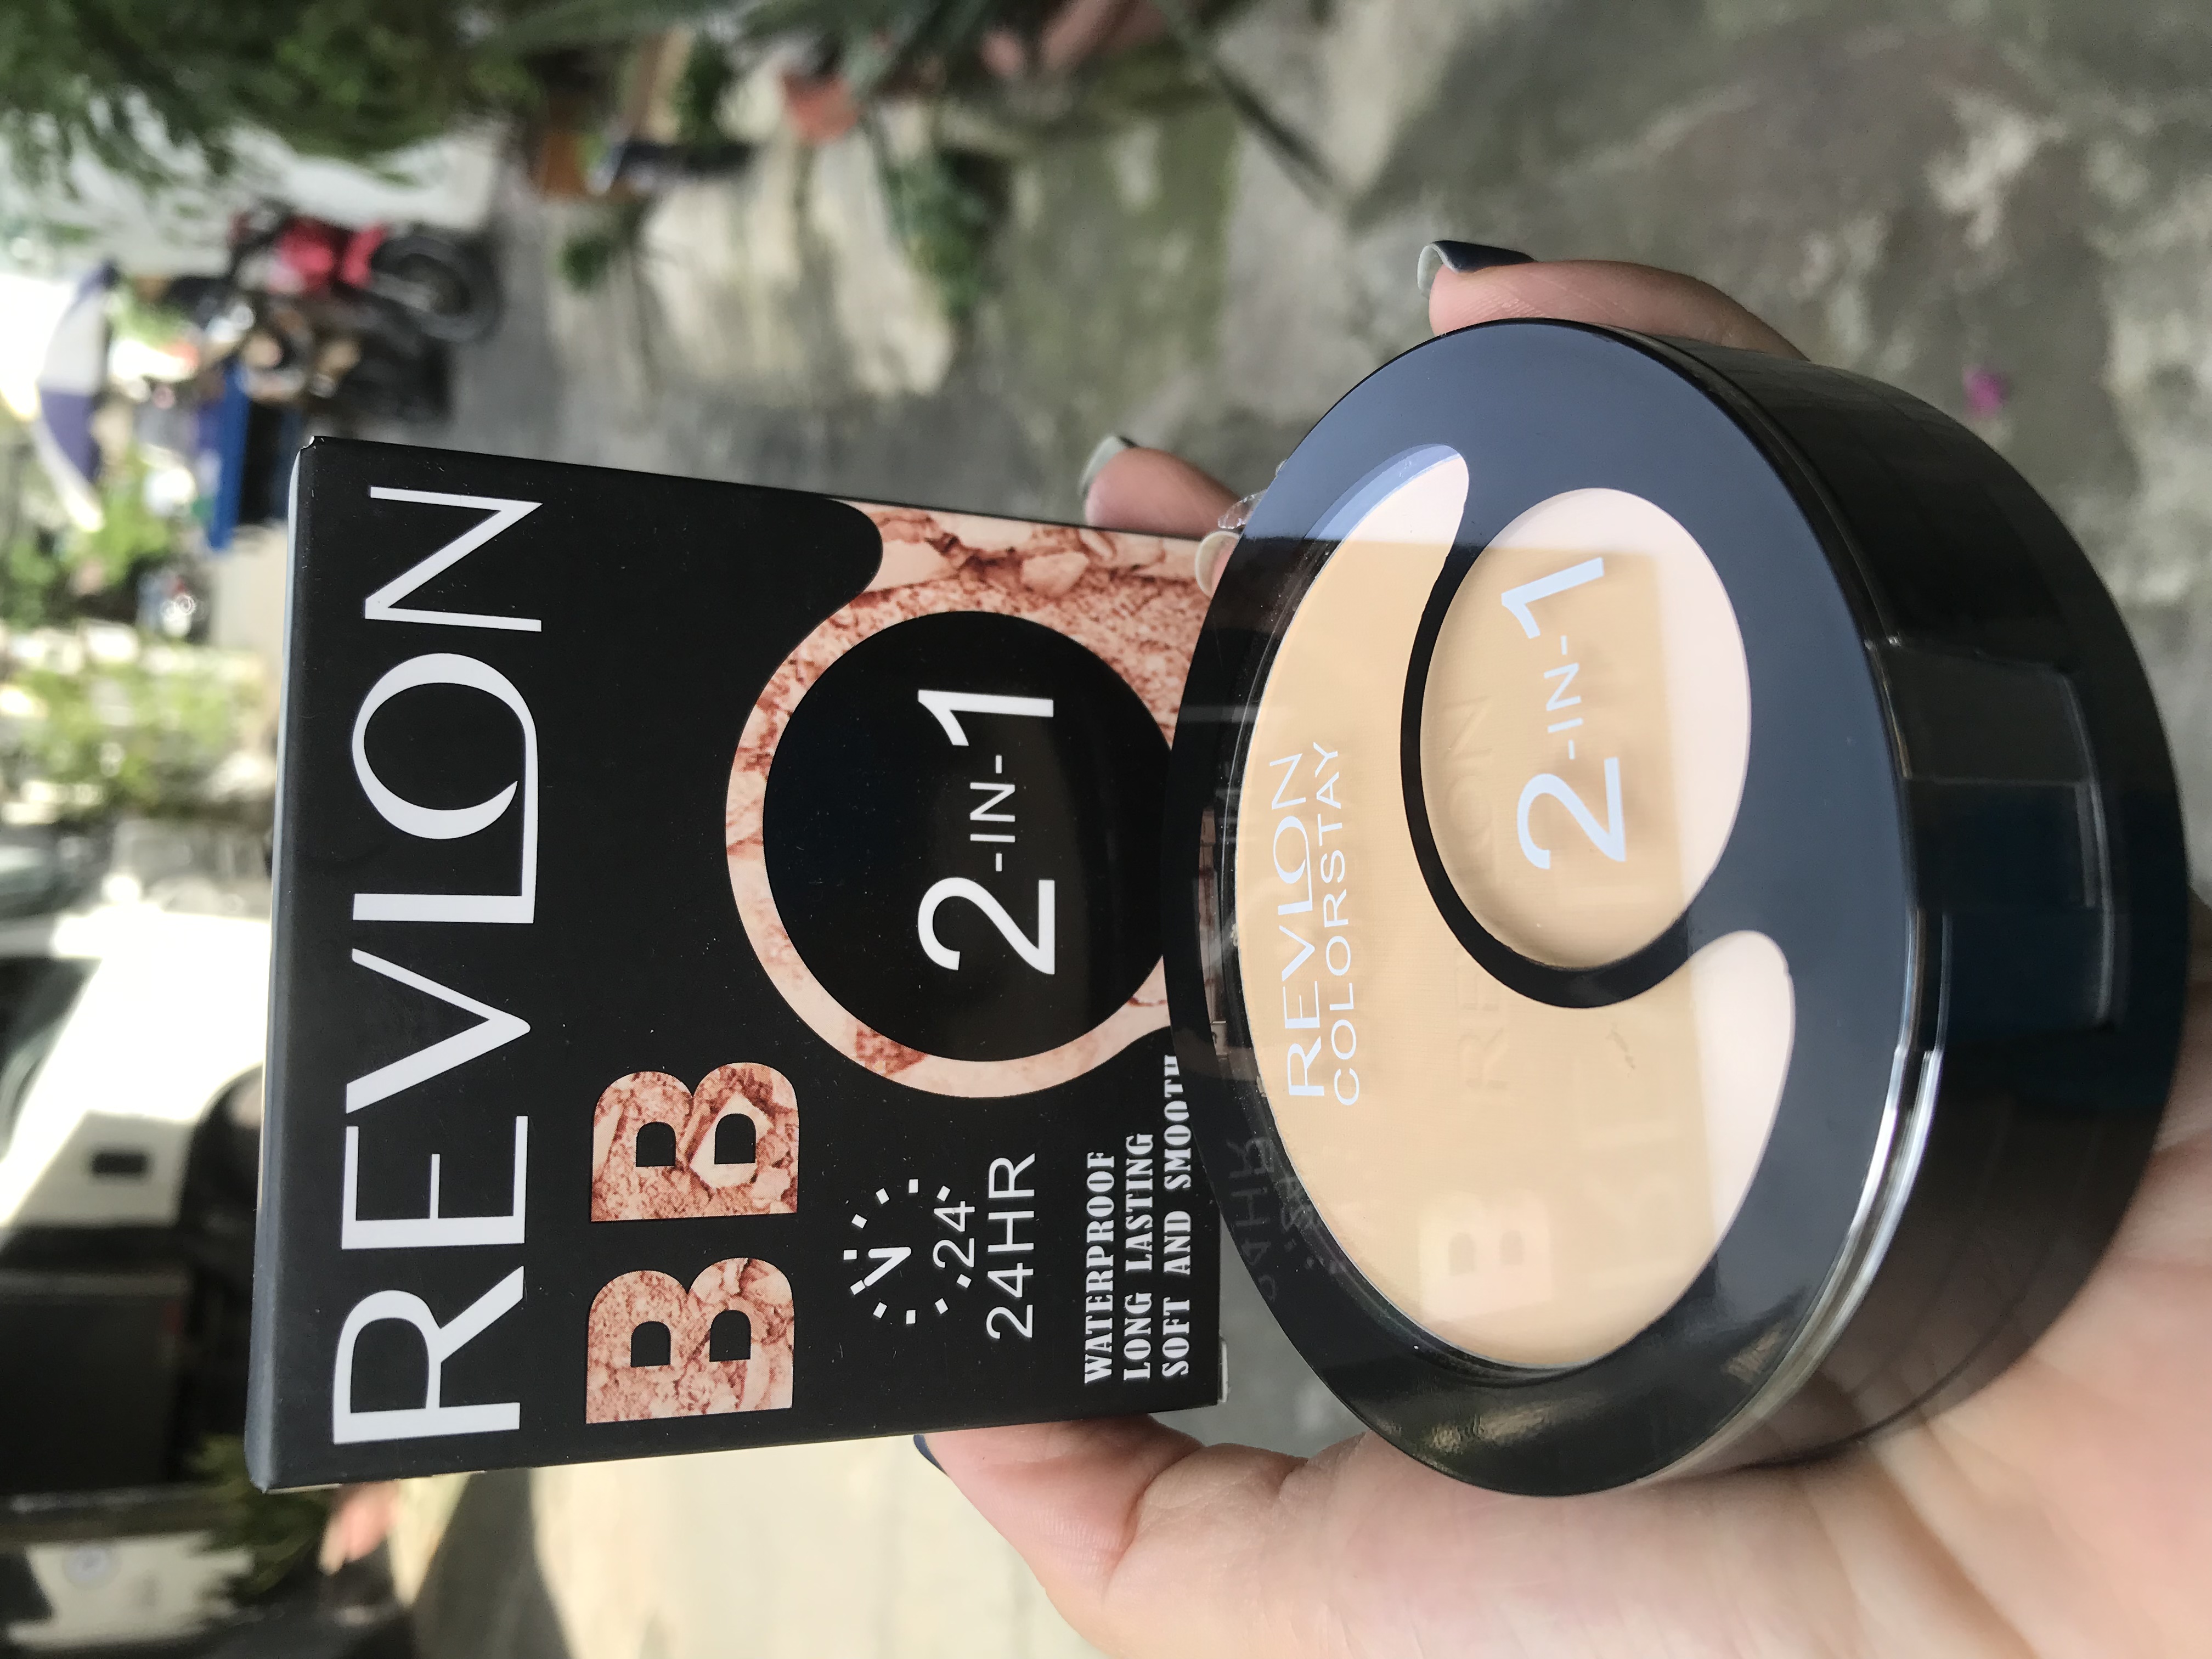 REVLON
BB
24
24HR
2-IN-1
WATERPROOF
LONG LASTING
SOFT AND SMOOTH
REVLON
COLORSTAY
2-IN-1